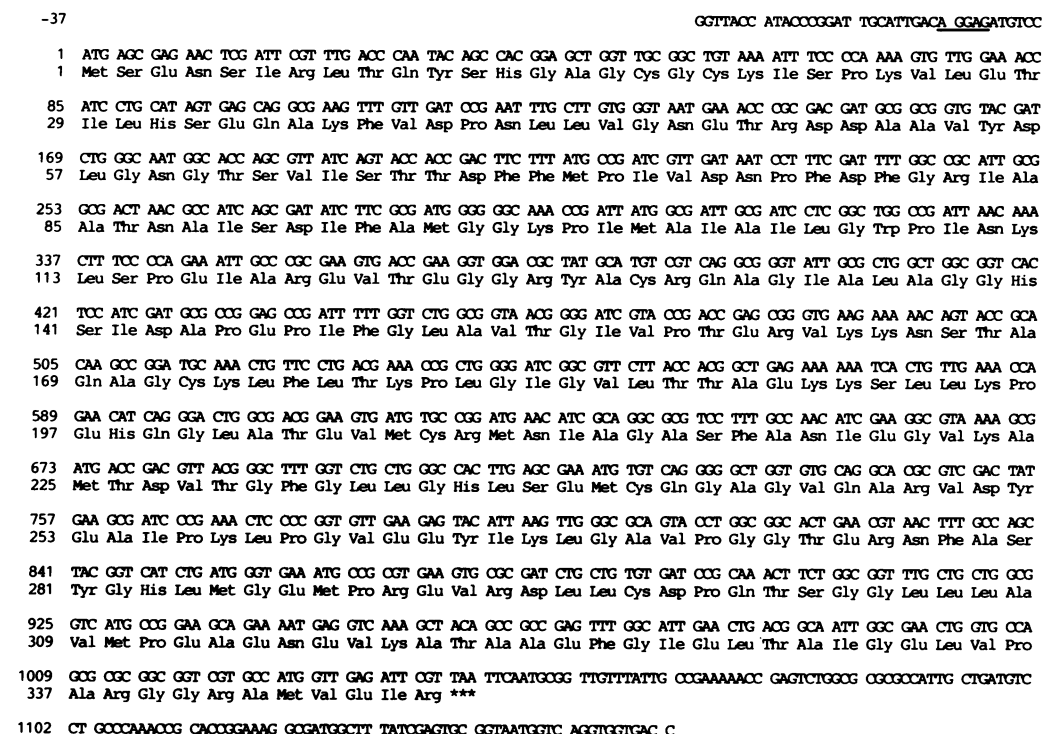 -37 GGTTACC ATACCCGGAT TGCATTGACA GGAGATGTCC
1 ATG AGC GAG AAC TCG ATT CGT TTG ACC CAA TAC AGC CAC GGA GCT GGT TGC GGC TGT AAA ATT TCC CCA AAA GTG TTG GAA ACC
1 Met Ser Glu Asn Ser Ile Arg Leu Thr Gln Tyr Ser His Gly Ala Gly Cys Gly Cys Lys Ile Ser Pro Lys Val Leu Glu Thr
85 ATC CTG CAT AGT GAG CAG GCG AAG TTT GTT GAT CCG AAT TTG CTT GTG GGT AAT GAA ACC CGC GAC GAT GCG GCG GTG TAC GAT
29 Ile Leu His Ser Glu Gln Ala Lys Phe Val Asp Pro Asn Leu Leu Val Gly Asn Glu Thr Arg Asp Asp Ala Ala Val Tyr Asp
169 CTG GGC AAT GGC ACC AGC GTT ATC AGT ACC ACC GAC TTC TTT ATG CCG ATC GTT GAT AAT CCT TTC GAT TTT GGC CGC ATT GCG
57 Leu Gly Asn Gly Thr Ser Val Ile Ser Thr Thr Asp Phe Phe Met Pro Ile Val Asp Asn Pro Phe Asp Phe Gly Arg Ile Ala
253 GCG ACT AAC GCC ATC AGC GAT ATC TTC GCG ATG GGG GGC AAA CCG ATT ATG GCG ATT GCG ATC CTC GGC TGG CCG ATT AAC AAA
85 Ala Thr Asn Ala Ile Ser Asp Ile Phe Ala Met Gly Gly Lys Pro Ile Met Ala Ile Ala Ile Leu Gly Trp Pro Ile Asn Lys
337 CTT TCC CCA GAA ATT GCC CGC GAA GTG ACC GAA GGT GGA CGC TAT GCA TGT CGT CAG GCG GGT ATT GCG CTG GCT GGC GGT CAC
113 Leu Ser Pro Glu Ile Ala Arg Glu Val Thr Glu Gly Gly Arg Tyr Ala Cys Arg Gln Ala Gly Ile Ala Leu Ala Gly Gly His
421 TCC ATC GAT GCG CCG GAG CCG ATT TTT GGT CTG GCG GTA ACG GGG ATC GTA CCG ACC GAG CGG GTG AAG AAA AAC AGT ACC GCA
141 Ser Ile Asp Ala Pro Glu Pro Ile Phe Gly Leu Ala Val Thr Gly Ile Val Pro Thr Glu Arg Val Lys Lys Asn Ser Thr Ala
505 CAA GCC GGA TGC AAA CTG TTC CTG ACG AAA CCG CTG GGG ATC GGC GTT CTT ACC ACG GCT GAG AAA AAA TCA CTG TTG AAA CCA
169 Gln Ala Gly Cys Lys Leu Phe Leu Thr Lys Pro Leu Gly Ile Gly Val Leu Thr Thr Ala Glu Lys Lys Ser Leu Leu Lys Pro
589 GAA CAT CAG GGA CTG GCG ACG GAA GTG ATG TGC CGG ATG AAC ATC GCA GGC GCG TCC TTT GCC AAC ATC GAA GGC GTA AAA GCG
197 Glu His Gln Gly Leu Ala Thr Glu Val Met Cys Arg Met Asn Ile Ala Gly Ala Ser Phe Ala Asn Ile Glu Gly Val Lys Ala
673 ATG ACC GAC GTT ACG GGC TTT GGT CTG CTG GGC CAC TTG AGC GAA ATG TGT CAG GGG GCT GGT GTG CAG GCA CGC GTC GAC TAT
225 Met Thr Asp Val Thr Gly Phe Gly Leu Leu Gly His Leu Ser Glu Met Cys Gln Gly Ala Gly Val Gln Ala Arg Val Asp Tyr
757 GAA GCG ATC CCG AAA CTC CCC GGT GTT GAA GAG TAC ATT AAG TTG GGC GCA GTA CCT GGC GGC ACT GAA CGT AAC TTT GCC AGC
253 Glu Ala Ile Pro Lys Leu Pro Gly Val Glu Glu Tyr Ile Lys Leu Gly Ala Val Pro Gly Gly Thr Glu Arg Asn Phe Ala Ser
841 TAC GGT CAT CTG ATG GGT GAA ATG CCG CGT GAA GTG CGC GAT CTG CTG TGT GAT CCG CAA ACT TCT GGC GGT TTG CTG CTG GCG
281 Tyr Gly His Leu Met Gly Glu Met Pro Arg Glu Val Arg Asp Leu Leu Cys Asp Pro Gln Thr Ser Gly Gly Leu Leu Leu Ala
925 GTC ATG CCG GAA GCA GAA AAT GAG GTC AAA GCT ACA GCC GCC GAG TTT GGC ATT GAA CTG ACG GCA ATT GGC GAA CTG GTG CCA
309 Val Met Pro Glu Ala Glu Asn Glu Val Lys Ala Thr Ala Ala Glu Phe Gly Ile Glu Leu Thr Ala Ile Gly Glu Leu Val Pro
1009 GCG CGC GGC GGT CGT GCC ATG GTT GAG ATT CGT TAA TTCAATGCGG TTGTTTATTG CCGAAAAACC GAGTCTGGCG CGCGCCATTG CTGATGTC
337 Ala Arg Gly Gly Arg Ala Met Val Glu Ile Arg ***
1102 CT GCCCAAACCG CACCGGAAAG GCGATGGCTT TATCGAGTGC GGTAATGGTC AGGTGGTGAC C